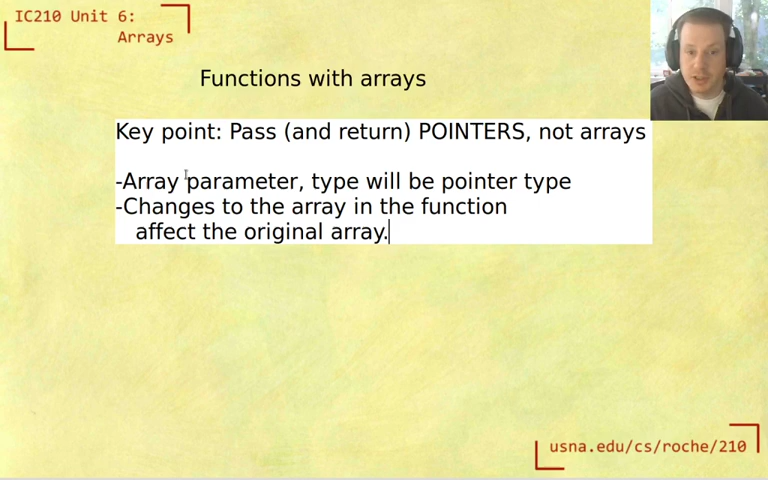 IC210 Unit 6:
Arrays
Functions with arrays
Key point: Pass (and return) POINTERS, not arrays
-Array parameter, type will be pointer type
-Changes to the array in the function
affect the original array.
usna.edu/cs/roche/210